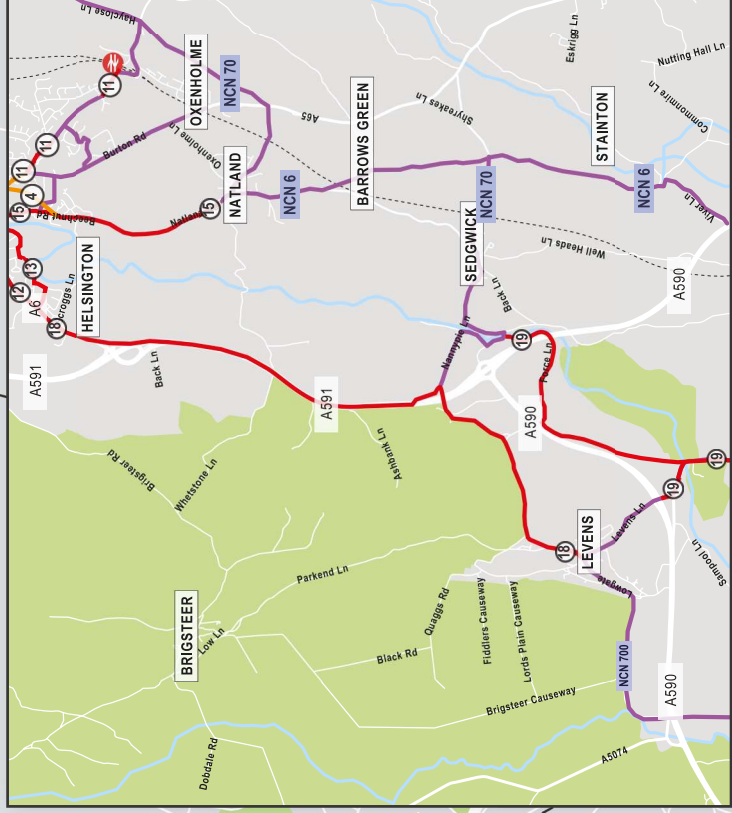 Hayclose Ln
11
OXENHOLME
NCN 70
A65
Shyreakes Ln
Eskrigg Ln
Nutting Hall Ln
Commonmire Ln
STAINTON
11
Burton Rd
Oxenholme Ln
BARROWS GREEN
11
4
15
Beechnut Rd
Natland
15
NATLAND
NCN 6
NCN 70
NCN 6
Viver Ln
SEDGWICK
Well Heads Ln
HELSINGTON
13
12
A6
Scroggs Ln
18
Back Ln
A590
A591
Back Ln
Nannypie Ln
19
Force Ln
A591
A590
Ashbank Ln
Brigsteer Rd
Whetstone Ln
19
19
Levens Ln
LEVENS
18
Sampool Ln
Lowgate
Parkend Ln
Quaggs Rd
Fiddlers Causeway
Lords Plain Causeway
BRIGSTEER
Low Ln
Black Rd
NCN 700
A590
Brigsteer Causeway
Dobdale Rd
A5074